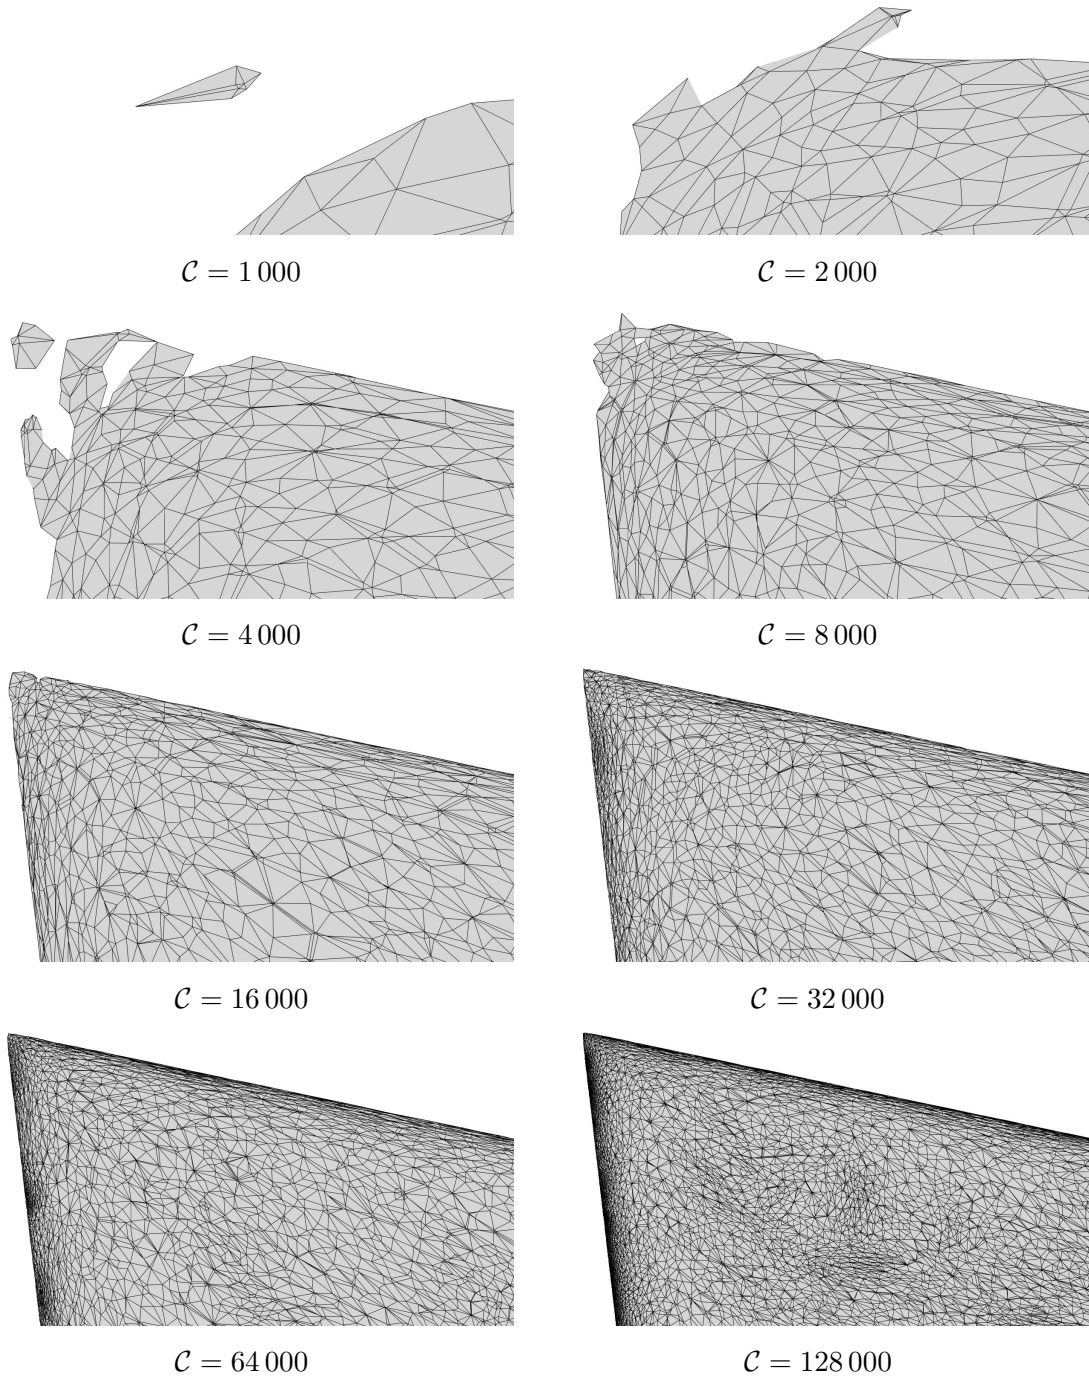 𝒞 = 1 000
𝒞 = 2 000
𝒞 = 4 000
𝒞 = 8 000
𝒞 = 16 000
𝒞 = 32 000
𝒞 = 64 000
𝒞 = 128 000